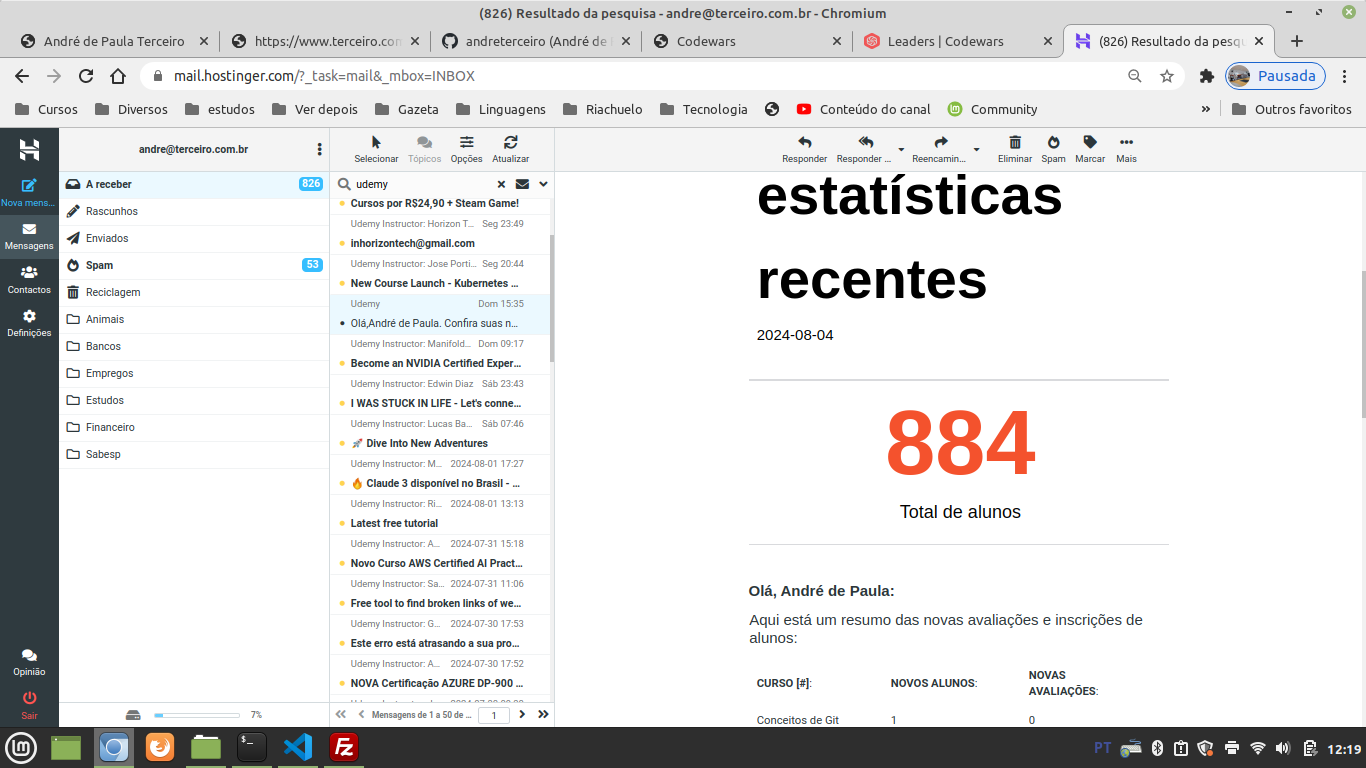 (826) Resultado da pesquisa - andre@terceiro.com.br - Chromium
André de Paula Terceiro
https://www.terceiro.con
andreterceiro (André de
Codewars
Leaders | Codewars
(826) Resultado da pesqu
mail.hostinger.com/?_task=mail&_mbox=INBOX
Pausada
Cursos
Diversos
estudos
Ver depois
Gazeta
Linguagens
Riachuelo
Tecnologia
Conteúdo do canal
Community
»
Outros favoritos
Nova mens...
Mensagens
Contactos
Definições
Opinião
Sair
andre@terceiro.com.br
A receber 826
Rascunhos
Enviados
Spam 53
Reciclagem
Animais
Bancos
Empregos
Estudos
Financeiro
Sabesp
7%
Selecionar
Tópicos
Opções
Atualizar
udemy
Cursos por R$24,90 + Steam Game!
Udemy Instructor: Horizon T... Seg 23:49
inhorizontech@gmail.com
Udemy Instructor: Jose Porti... Seg 20:44
New Course Launch - Kubernetes ...
Udemy Dom 15:35
Olá,André de Paula. Confira suas n...
Udemy Instructor: Manifold... Dom 09:17
Become an NVIDIA Certified Exper...
Udemy Instructor: Edwin Diaz Sáb 23:43
I WAS STUCK IN LIFE - Let's conne...
Udemy Instructor: Lucas Ba... Sáb 07:46
🚀 Dive Into New Adventures
Udemy Instructor: M... 2024-08-01 17:27
🔥 Claude 3 disponível no Brasil - ...
Udemy Instructor: Ri... 2024-08-01 13:13
Latest free tutorial
Udemy Instructor: A... 2024-07-31 15:18
Novo Curso AWS Certified AI Pract...
Udemy Instructor: Sa... 2024-07-31 11:06
Free tool to find broken links of we...
Udemy Instructor: G... 2024-07-30 17:53
Este erro está atrasando a sua pro...
Udemy Instructor: A... 2024-07-30 17:52
NOVA Certificação AZURE DP-900 ...
Mensagens de 1 a 50 de ...
1
Responder
Responder ...
Reencamin...
Eliminar
Spam
Marcar
Mais
estatísticas
recentes
2024-08-04
884
Total de alunos
Olá, André de Paula:
Aqui está um resumo das novas avaliações e inscrições de
alunos:
CURSO [#]: NOVOS ALUNOS: NOVAS
AVALIAÇÕES:
Conceitos de Git 1 0
PT
12:19